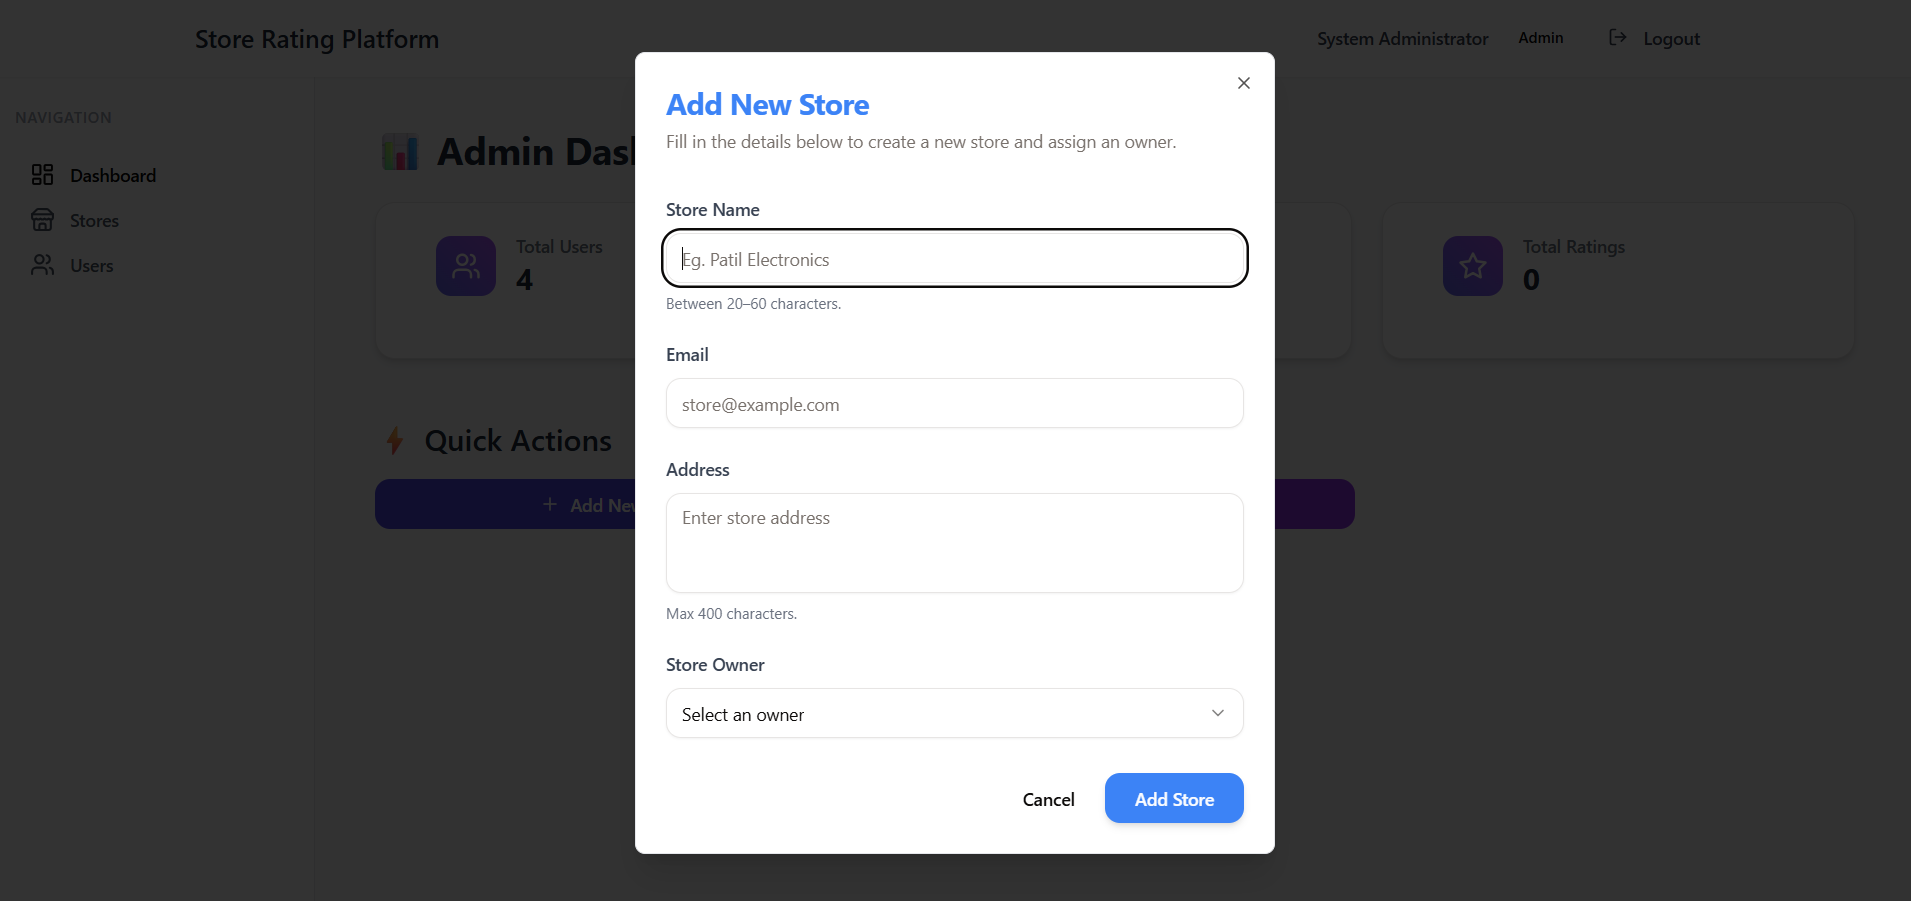 Store Rating Platform
System Administrator Admin Logout
NAVIGATION
Dashboard
Stores
Users
Admin Das
Total Users
4
Total Ratings
0
Quick Actions
Add New
Add New Store
Fill in the details below to create a new store and assign an owner.
Store Name
Eg. Patil Electronics
Between 20–60 characters.
Email
store@example.com
Address
Enter store address
Max 400 characters.
Store Owner
Select an owner
Cancel Add Store